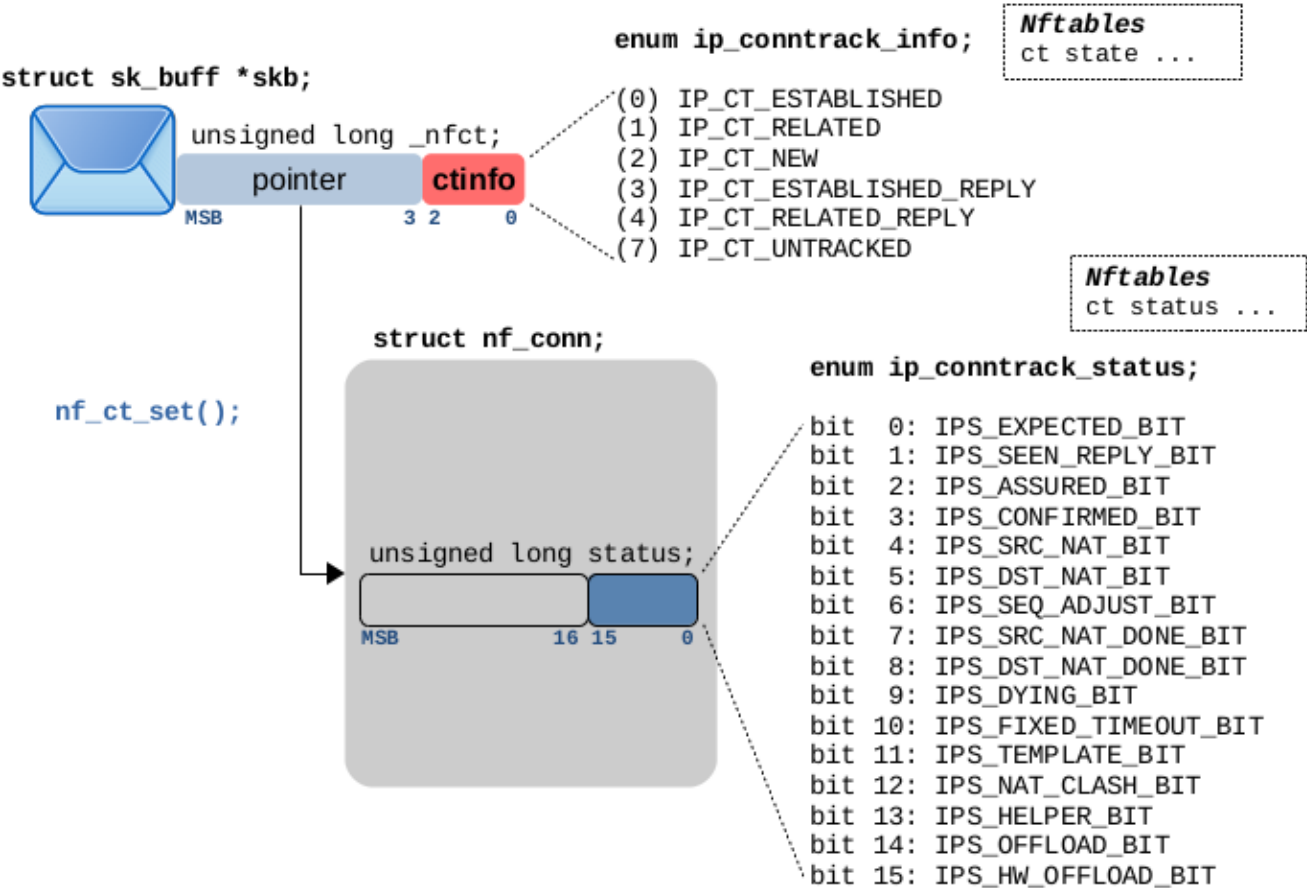 struct sk_buff *skb;
unsigned long _nfct;
pointer
ctinfo
MSB
3 2
0
enum ip_conntrack_info;
Nftables
ct state ...
(0) IP_CT_ESTABLISHED
(1) IP_CT_RELATED
(2) IP_CT_NEW
(3) IP_CT_ESTABLISHED_REPLY
(4) IP_CT_RELATED_REPLY
(7) IP_CT_UNTRACKED
nf_ct_set();
struct nf_conn;
unsigned long status;
MSB
16 15
0
Nftables
ct status ...
enum ip_conntrack_status;
bit 0: IPS_EXPECTED_BIT
bit 1: IPS_SEEN_REPLY_BIT
bit 2: IPS_ASSURED_BIT
bit 3: IPS_CONFIRMED_BIT
bit 4: IPS_SRC_NAT_BIT
bit 5: IPS_DST_NAT_BIT
bit 6: IPS_SEQ_ADJUST_BIT
bit 7: IPS_SRC_NAT_DONE_BIT
bit 8: IPS_DST_NAT_DONE_BIT
bit 9: IPS_DYING_BIT
bit 10: IPS_FIXED_TIMEOUT_BIT
bit 11: IPS_TEMPLATE_BIT
bit 12: IPS_NAT_CLASH_BIT
bit 13: IPS_HELPER_BIT
bit 14: IPS_OFFLOAD_BIT
bit 15: IPS_HW_OFFLOAD_BIT